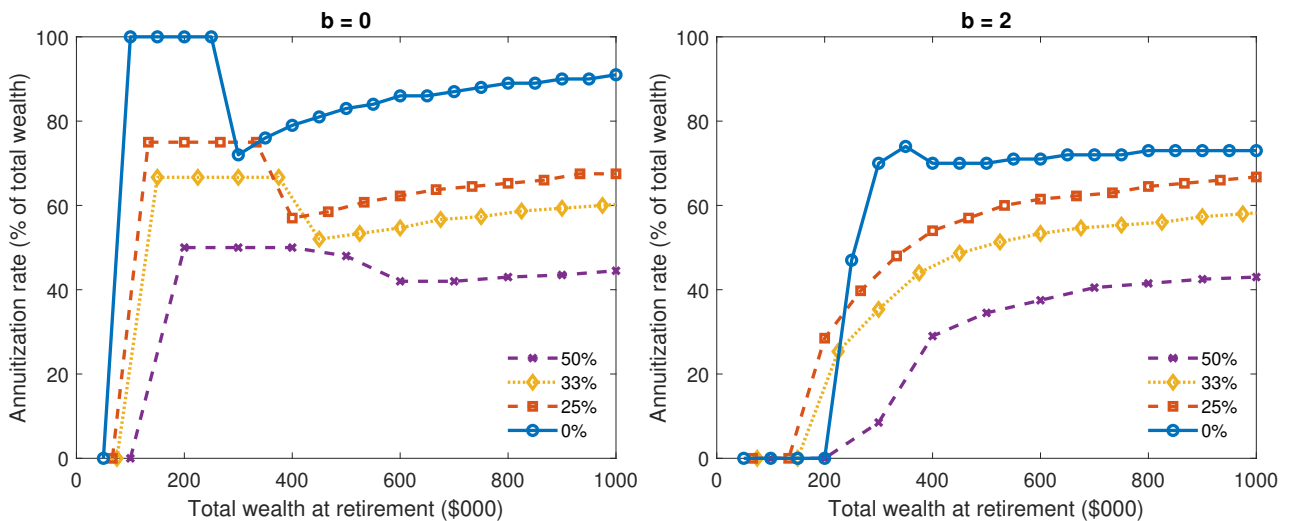 b = 0
Annuitization rate (% of total wealth)
100
80
60
40
20
0
50%
33%
25%
0%
0 200 400 600 800 1000
Total wealth at retirement ($000)
b = 2
Annuitization rate (% of total wealth)
100
80
60
40
20
0
50%
33%
25%
0%
0 200 400 600 800 1000
Total wealth at retirement ($000)